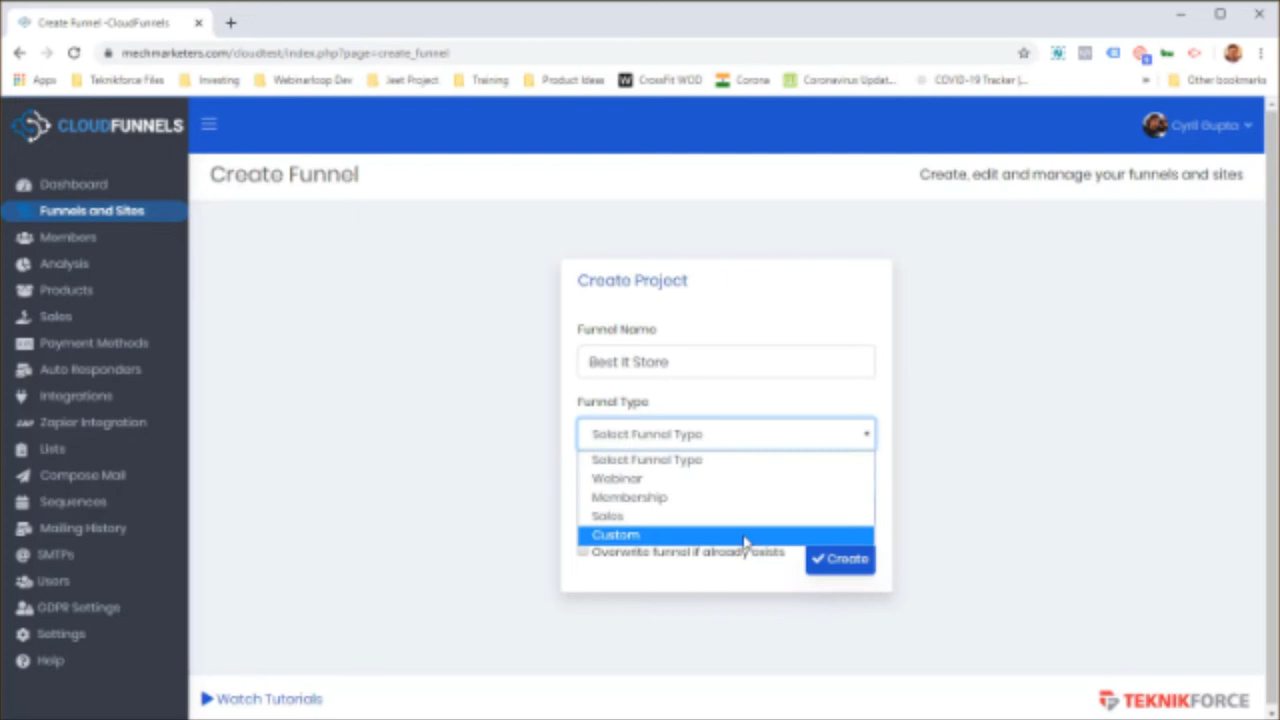 Create Funnel -CloudFunnels
mechmarketers.com/cloudtest/index.php?page=create_funnel
Apps Teknikforce Files Investing Webinarloop Dev Jeet Project Training Product Ideas W CrossFit WOD Corona Coronavirus Updat... COVID-19 Tracker |... » Other bookmarks
CLOUDFUNNELS
Cyril Gupta
Create Funnel
Create, edit and manage your funnels and sites
Dashboard
Funnels and Sites
Members
Analysis
Products
Sales
Payment Methods
Auto Responders
Integrations
Zapier Integration
Lists
Compose Mail
Sequences
Mailing History
SMTPs
Users
GDPR Settings
Settings
Help
Create Project
Funnel Name
Best It Store
Funnel Type
Select Funnel Type
Select Funnel Type
Webinar
Membership
Sales
Custom
Overwrite funnel if already exists
Create
Watch Tutorials
TEKNIKFORCE